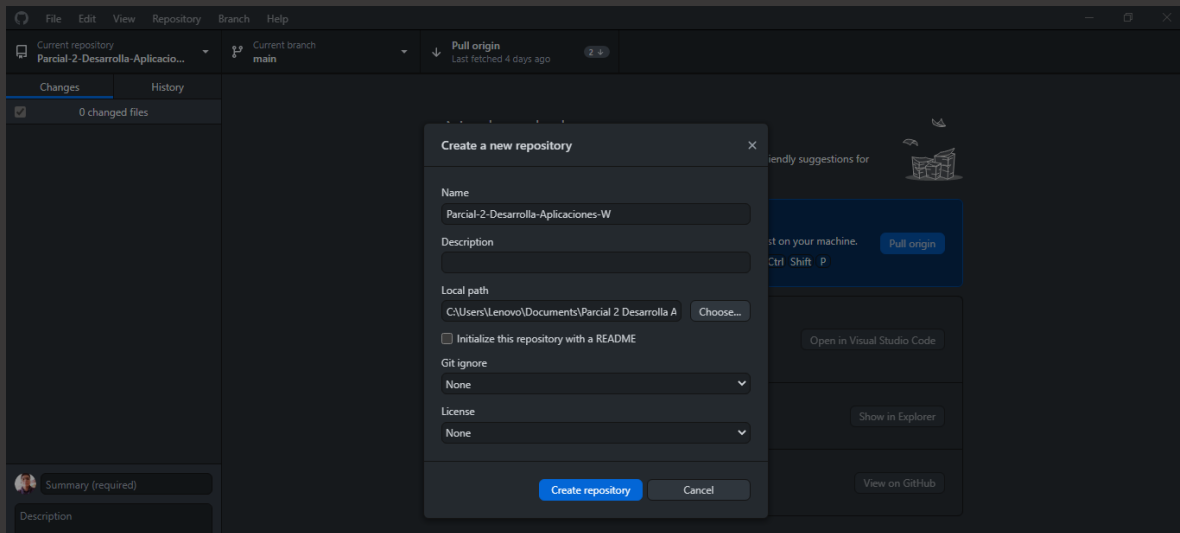 File Edit View Repository Branch Help
Current repository
Parcial-2-Desarrolla-Aplicacio...
Current branch
main
Pull origin
Last fetched 4 days ago
2
Changes History
0 changed files
Create a new repository
iendly suggestions for
Name
Parcial-2-Desarrolla-Aplicaciones-W
Description
st on your machine.
Pull origin
Ctrl Shift P
Local path
C:\Users\Lenovo\Documents\Parcial 2 Desarrolla A
Choose...
Initialize this repository with a README
Open in Visual Studio Code
Git ignore
None
License
Show in Explorer
None
Create repository Cancel
View on GitHub
Summary (required)
Description